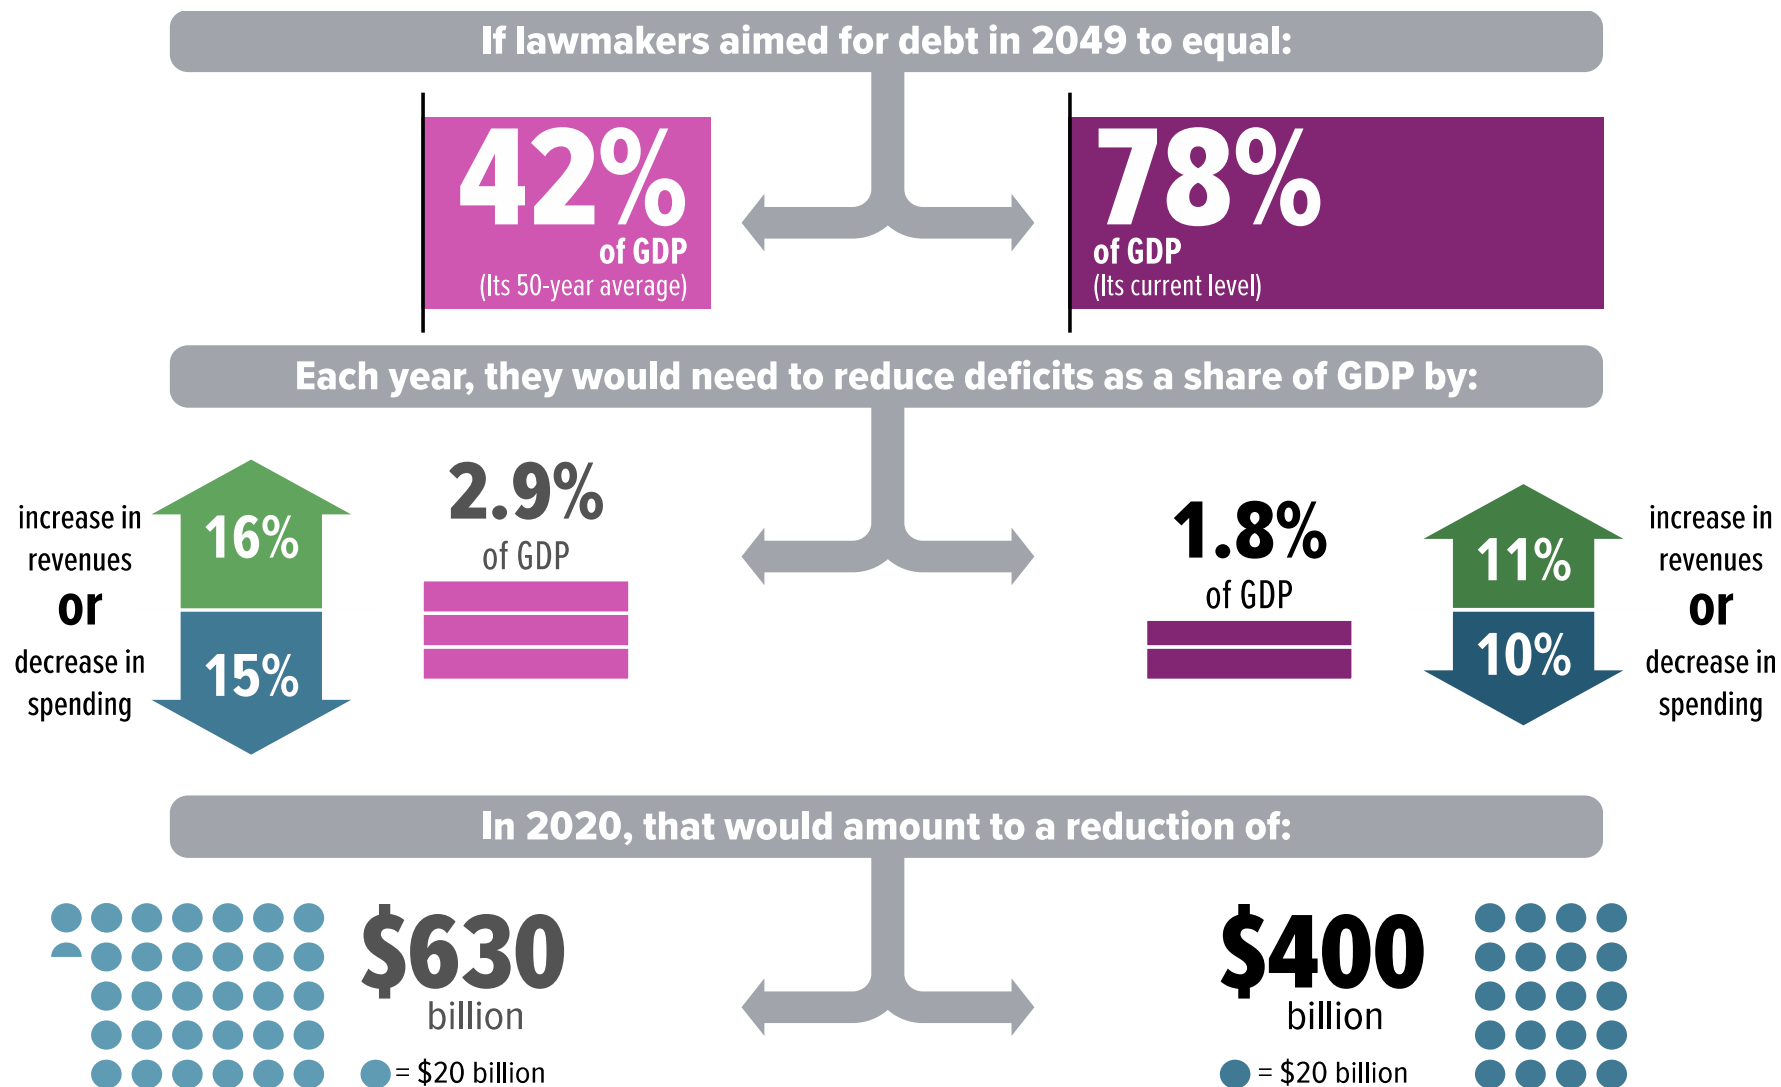 If lawmakers aimed for debt in 2049 to equal:
42%
of GDP
(Its 50-year average)
78%
of GDP
(Its current level)
Each year, they would need to reduce deficits as a share of GDP by:
increase in
revenues
or
decrease in
spending
16%
15%
2.9%
of GDP
1.8%
of GDP
11%
10%
increase in
revenues
or
decrease in
spending
In 2020, that would amount to a reduction of:
$630
billion
= $20 billion
$400
billion
= $20 billion